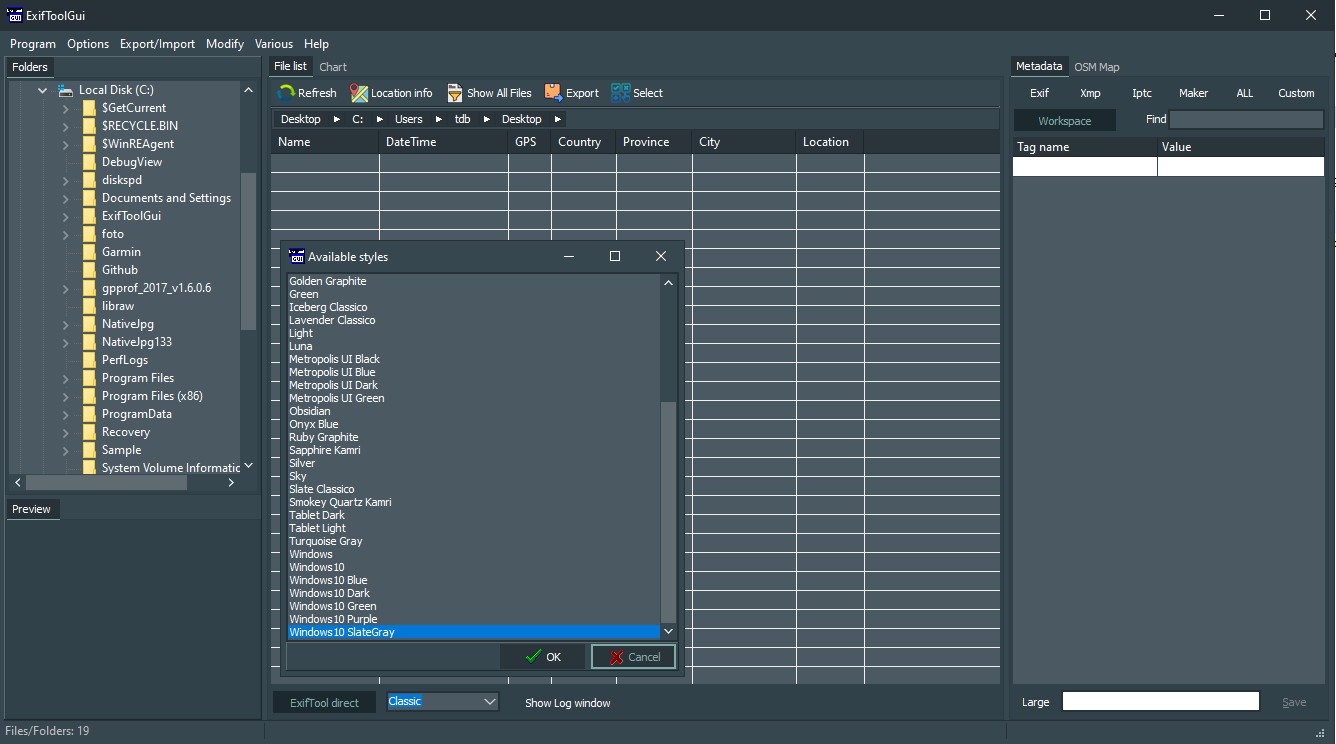 ExifToolGui
Program Options Export/Import Modify Various Help
Folders
Local Disk (C:)
$GetCurrent
$RECYCLE.BIN
$WinREAgent
DebugView
diskspd
Documents and Settings
ExifToolGui
foto
Garmin
Github
gpprof_2017_v1.6.0.6
libraw
NativeJpg
NativeJpg133
PerfLogs
Program Files
Program Files (x86)
ProgramData
Recovery
Sample
System Volume Informatic
Preview
File list Chart
Refresh Location info Show All Files Export Select
Desktop C: Users tdb Desktop
Name DateTime GPS Country Province City Location
Available styles
Golden Graphite
Green
Iceberg Classico
Lavender Classico
Light
Luna
Metropolis UI Black
Metropolis UI Blue
Metropolis UI Dark
Metropolis UI Green
Obsidian
Onyx Blue
Ruby Graphite
Sapphire Kamri
Silver
Sky
Slate Classico
Smokey Quartz Kamri
Tablet Dark
Tablet Light
Turquoise Gray
Windows
Windows10
Windows10 Blue
Windows10 Dark
Windows10 Green
Windows10 Purple
Windows10 SlateGray
OK Cancel
ExifTool direct Classic Show Log window
Metadata OSM Map
Exif Xmp Iptc Maker ALL Custom
Workspace Find
Tag name Value
Large Save
Files/Folders: 19